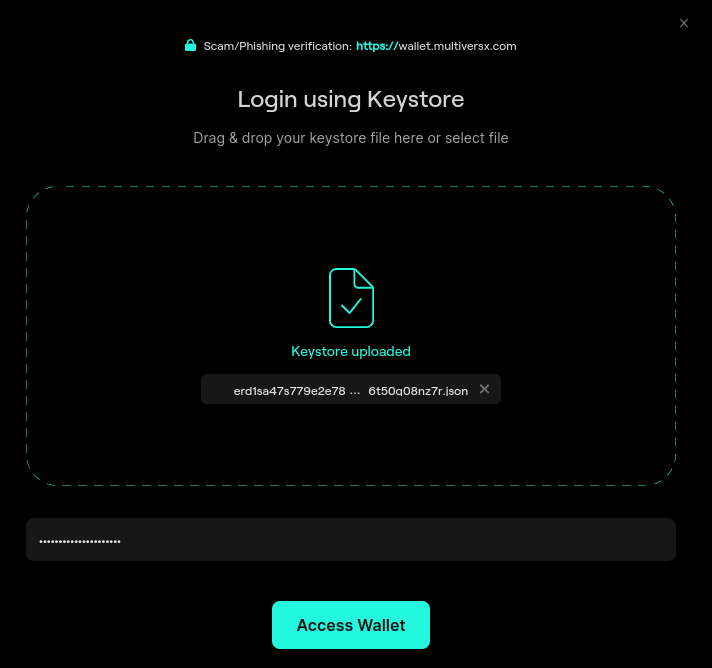 Scam/Phishing verification: https://wallet.multiversx.com
Login using Keystore
Drag & drop your keystore file here or select file
Keystore uploaded
erd1sa47s779e2e78 ... 6t50q08nz7r.json
•••••••••••••••••••••
Access Wallet